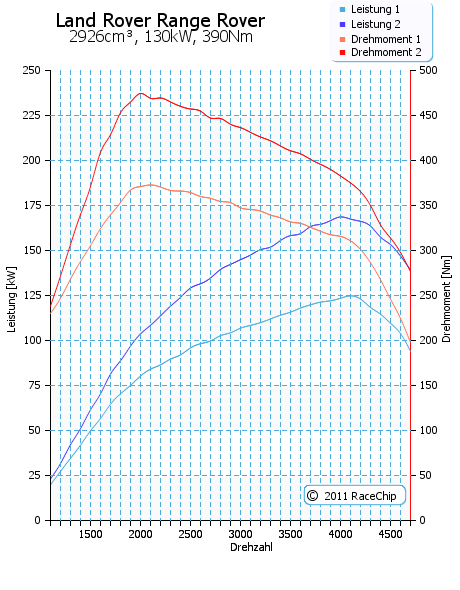 Land Rover Range Rover
2926cm³, 130kW, 390Nm
Leistung 1
Leistung 2
Drehmoment 1
Drehmoment 2
250
225
200
175
150
125
100
75
50
25
0
Leistung [kW]
500
450
400
350
300
250
200
150
100
50
0
Drehmoment [Nm]
© 2011 RaceChip
1500 2000 2500 3000 3500 4000 4500
Drehzahl